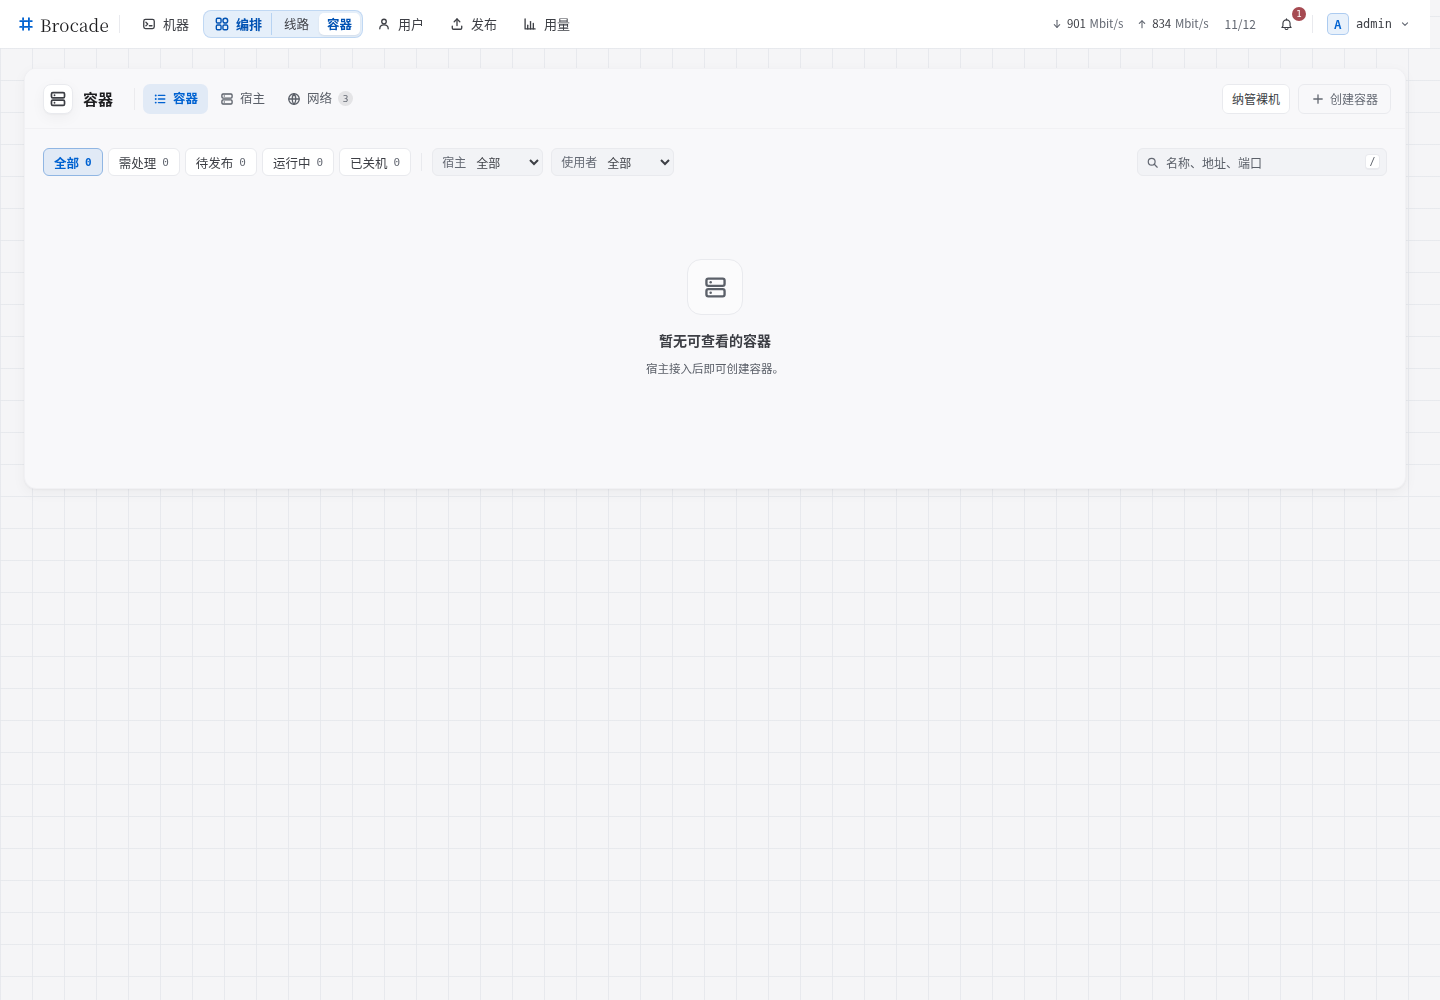 Brocade 机器 编排 线路 容器 用户 发布 用量 901 Mbit/s 834 Mbit/s 11/12 1 A admin
容器 容器 宿主 网络 3 纳管裸机 创建容器
全部 0 需处理 0 待发布 0 运行中 0 已关机 0 宿主 全部 使用者 全部 名称、地址、端口 /
暂无可查看的容器
宿主接入后即可创建容器。